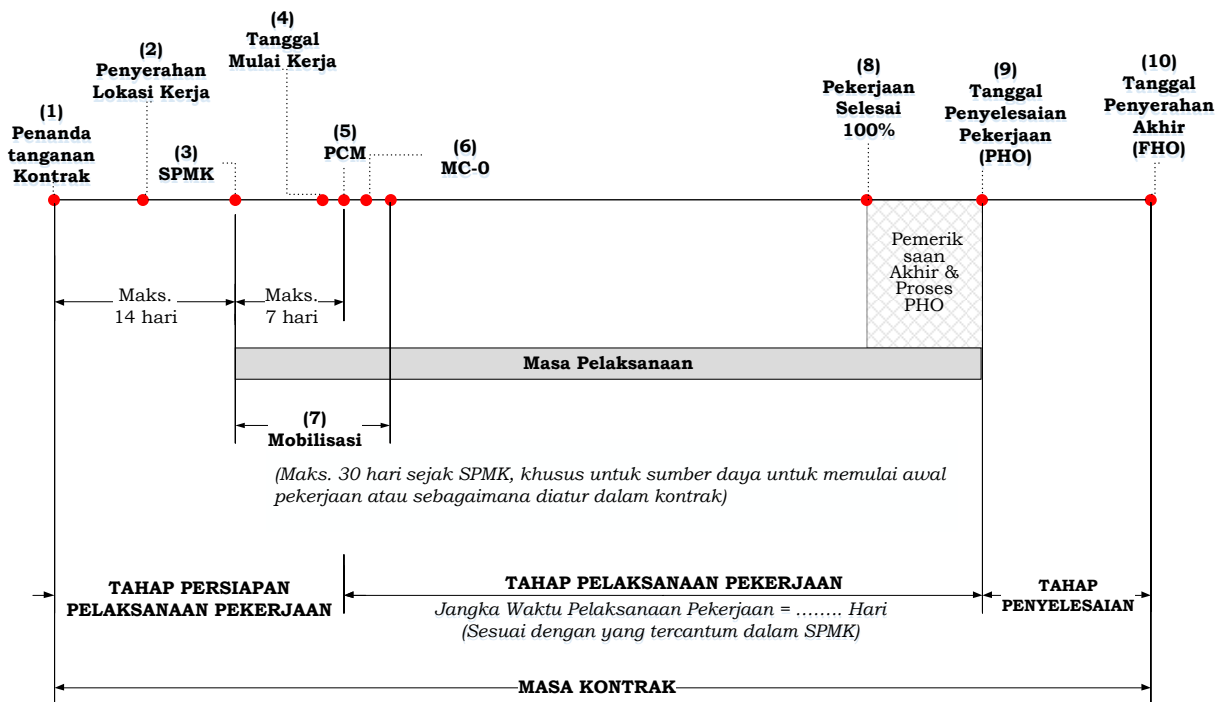 (1)
Penanda
tanganan
Kontrak
(2)
Penyerahan
Lokasi Kerja
(3)
SPMK
(4)
Tanggal
Mulai Kerja
(5)
PCM
(6)
MC-0
(8)
Pekerjaan
Selesai
100%
(9)
Tanggal
Penyelesaian
Pekerjaan
(PHO)
(10)
Tanggal
Penyerahan
Akhir
(FHO)
Maks.
14 hari
Maks.
7 hari
Pemerik
saan
Akhir &
Proses
PHO
Masa Pelaksanaan
(7)
Mobilisasi
(Maks. 30 hari sejak SPMK, khusus untuk sumber daya untuk memulai awal
pekerjaan atau sebagaimana diatur dalam kontrak)
TAHAP PERSIAPAN
PELAKSANAAN PEKERJAAN
TAHAP PELAKSANAAN PEKERJAAN
Jangka Waktu Pelaksanaan Pekerjaan = …….. Hari
(Sesuai dengan yang tercantum dalam SPMK)
TAHAP
PENYELESAIAN
MASA KONTRAK